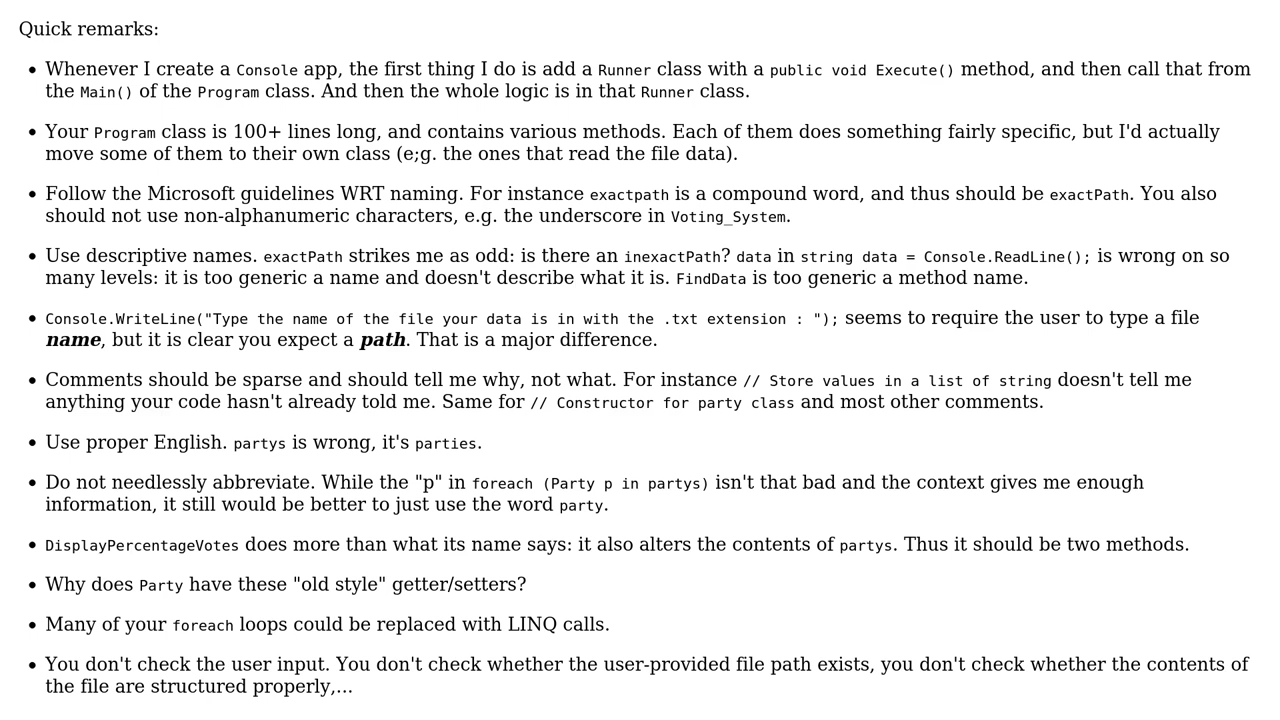 Quick remarks:
• Whenever I create a Console app, the first thing I do is add a Runner class with a public void Execute() method, and then call that from
the Main() of the Program class. And then the whole logic is in that Runner class.
• Your Program class is 100+ lines long, and contains various methods. Each of them does something fairly specific, but I'd actually
move some of them to their own class (e;g. the ones that read the file data).
• Follow the Microsoft guidelines WRT naming. For instance exactpath is a compound word, and thus should be exactPath. You also
should not use non-alphanumeric characters, e.g. the underscore in Voting_System.
• Use descriptive names. exactPath strikes me as odd: is there an inexactPath? data in string data = Console.ReadLine(); is wrong on so
many levels: it is too generic a name and doesn't describe what it is. FindData is too generic a method name.
• Console.WriteLine("Type the name of the file your data is in with the .txt extension : "); seems to require the user to type a file
name, but it is clear you expect a path. That is a major difference.
• Comments should be sparse and should tell me why, not what. For instance // Store values in a list of string doesn't tell me
anything your code hasn't already told me. Same for // Constructor for party class and most other comments.
• Use proper English. partys is wrong, it's parties.
• Do not needlessly abbreviate. While the "p" in foreach (Party p in partys) isn't that bad and the context gives me enough
information, it still would be better to just use the word party.
• DisplayPercentageVotes does more than what its name says: it also alters the contents of partys. Thus it should be two methods.
• Why does Party have these "old style" getter/setters?
• Many of your foreach loops could be replaced with LINQ calls.
• You don't check the user input. You don't check whether the user-provided file path exists, you don't check whether the contents of
the file are structured properly,...